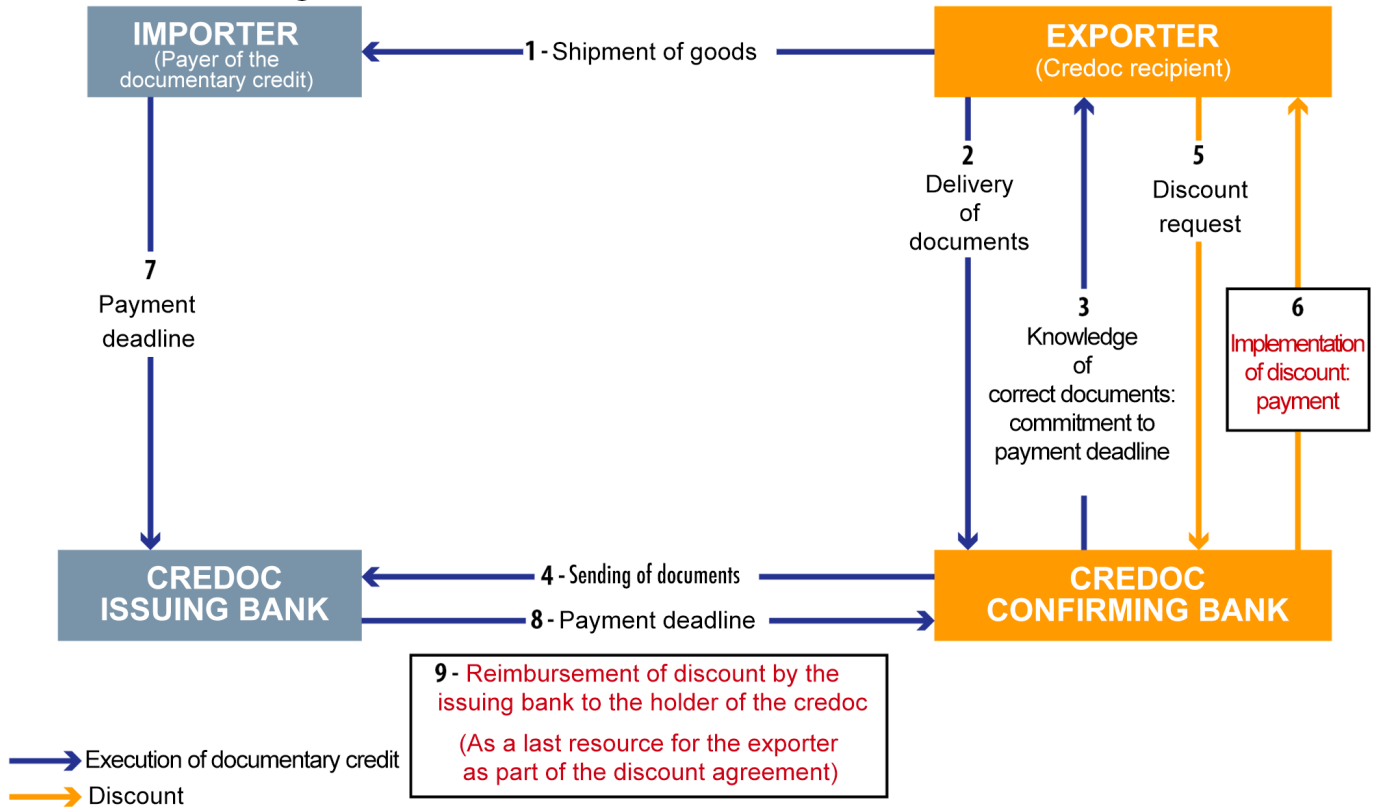 IMPORTER
(Payer of the
documentary credit)
1 - Shipment of goods
EXPORTER
(Credoc recipient)
2
Delivery
of
documents
3
Knowledge
of
correct documents:
commitment to
payment deadline
5
Discount
request
6
Implementation
of discount:
payment
7
Payment
deadline
CREDOC
ISSUING BANK
4 - Sending of documents
8 - Payment deadline
CREDOC
CONFIRMING BANK
9 - Reimbursement of discount by the
issuing bank to the holder of the credoc
(As a last resource for the exporter
as part of the discount agreement)
Execution of documentary credit
Discount